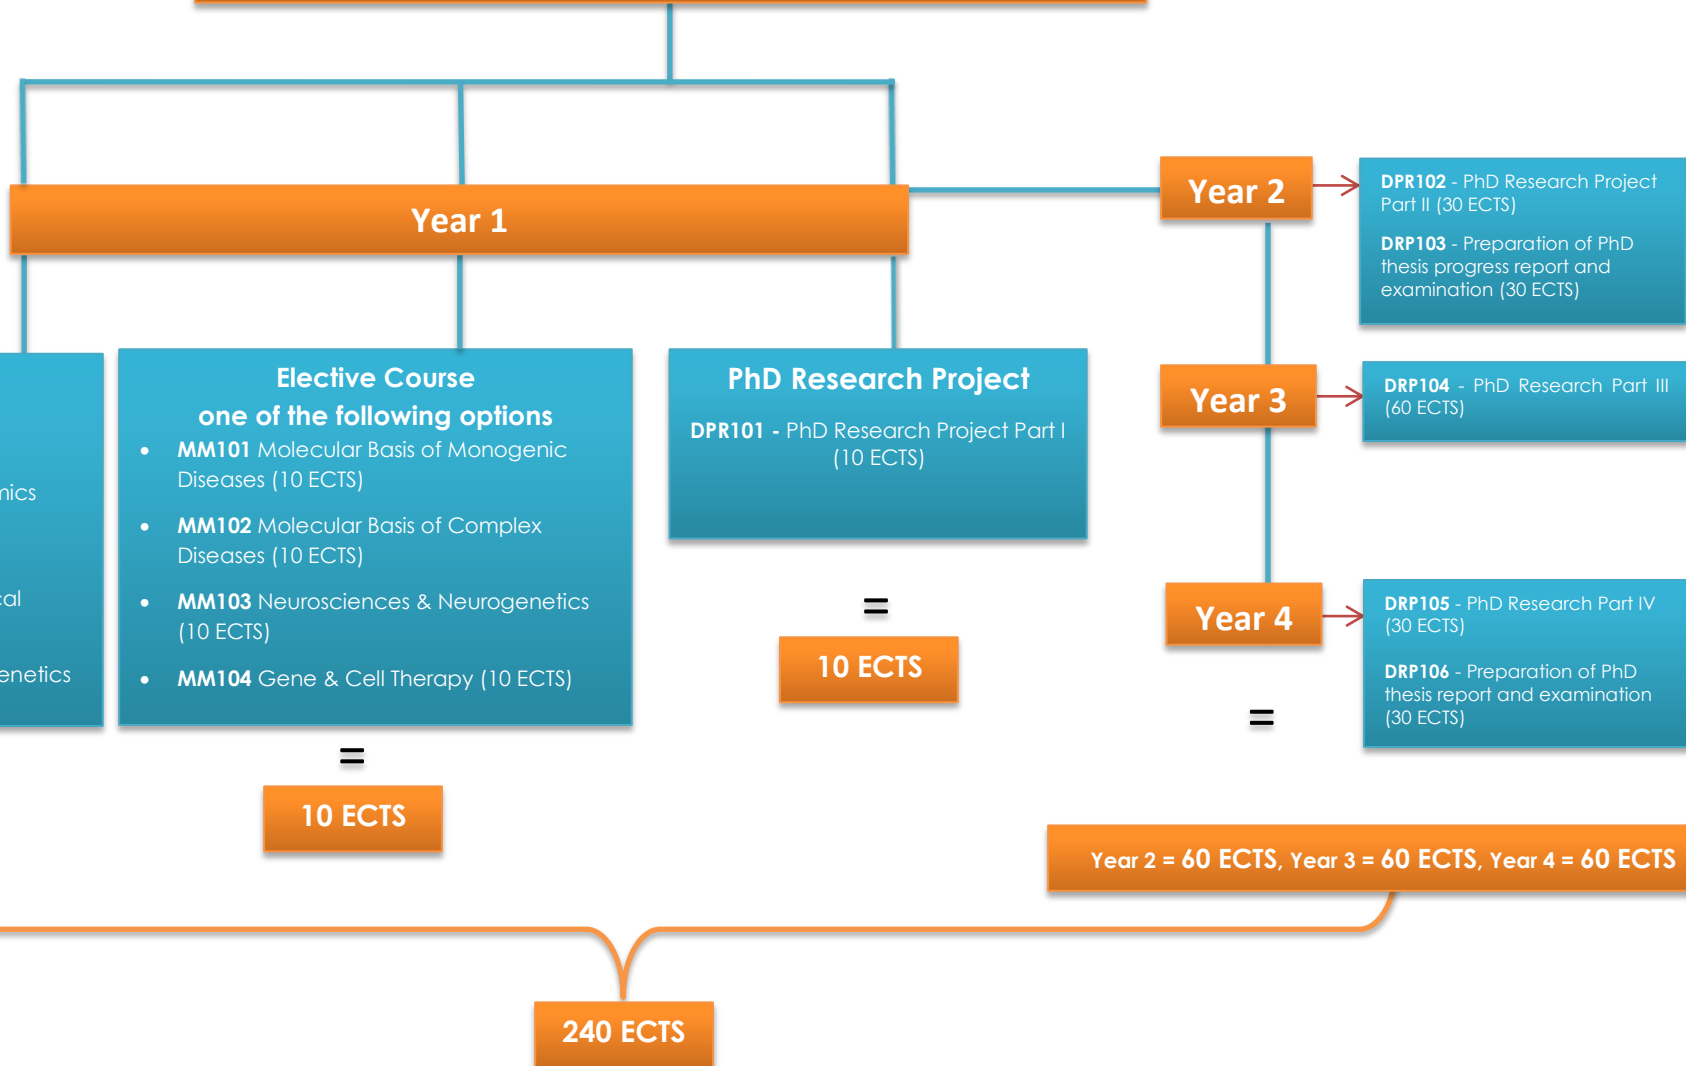 Year 1
Year 2
DPR102 - PhD Research Project
Part II (30 ECTS)
DRP103 - Preparation of PhD
thesis progress report and
examination (30 ECTS)
Elective Course
one of the following options
• MM101 Molecular Basis of Monogenic
Diseases (10 ECTS)
• MM102 Molecular Basis of Complex
Diseases (10 ECTS)
• MM103 Neurosciences & Neurogenetics
(10 ECTS)
• MM104 Gene & Cell Therapy (10 ECTS)
=
10 ECTS
PhD Research Project
DPR101 - PhD Research Project Part I
(10 ECTS)
=
10 ECTS
Year 3
DRP104 - PhD Research Part III
(60 ECTS)
Year 4
DRP105 - PhD Research Part IV
(30 ECTS)
DRP106 - Preparation of PhD
thesis report and examination
(30 ECTS)
=
Year 2 = 60 ECTS, Year 3 = 60 ECTS, Year 4 = 60 ECTS
240 ECTS